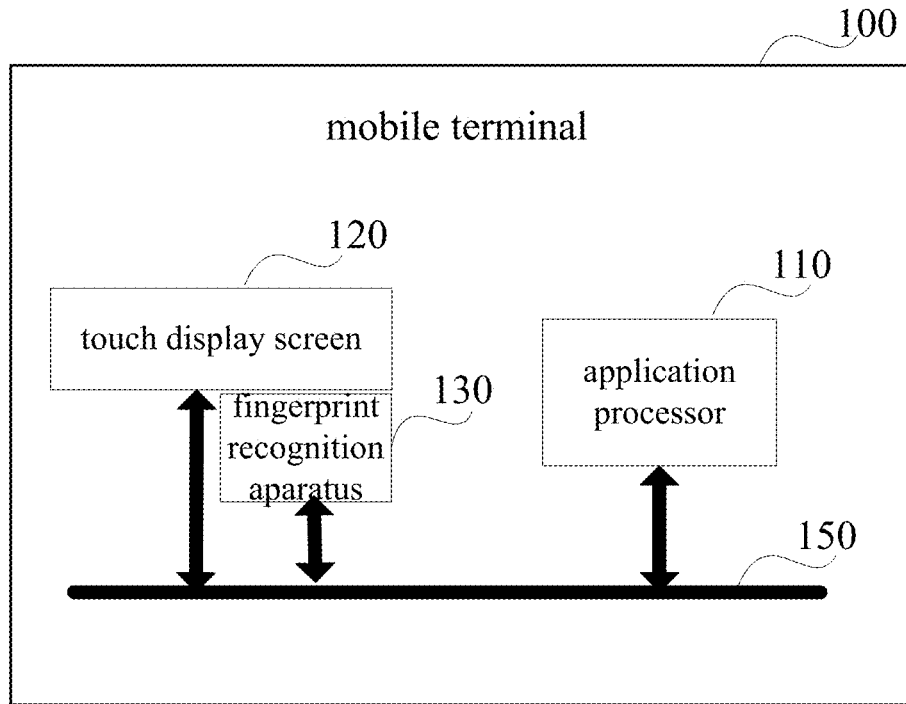 100
mobile terminal
120
110
touch display screen
application
processor
130
fingerprint
recognition
aparatus
150